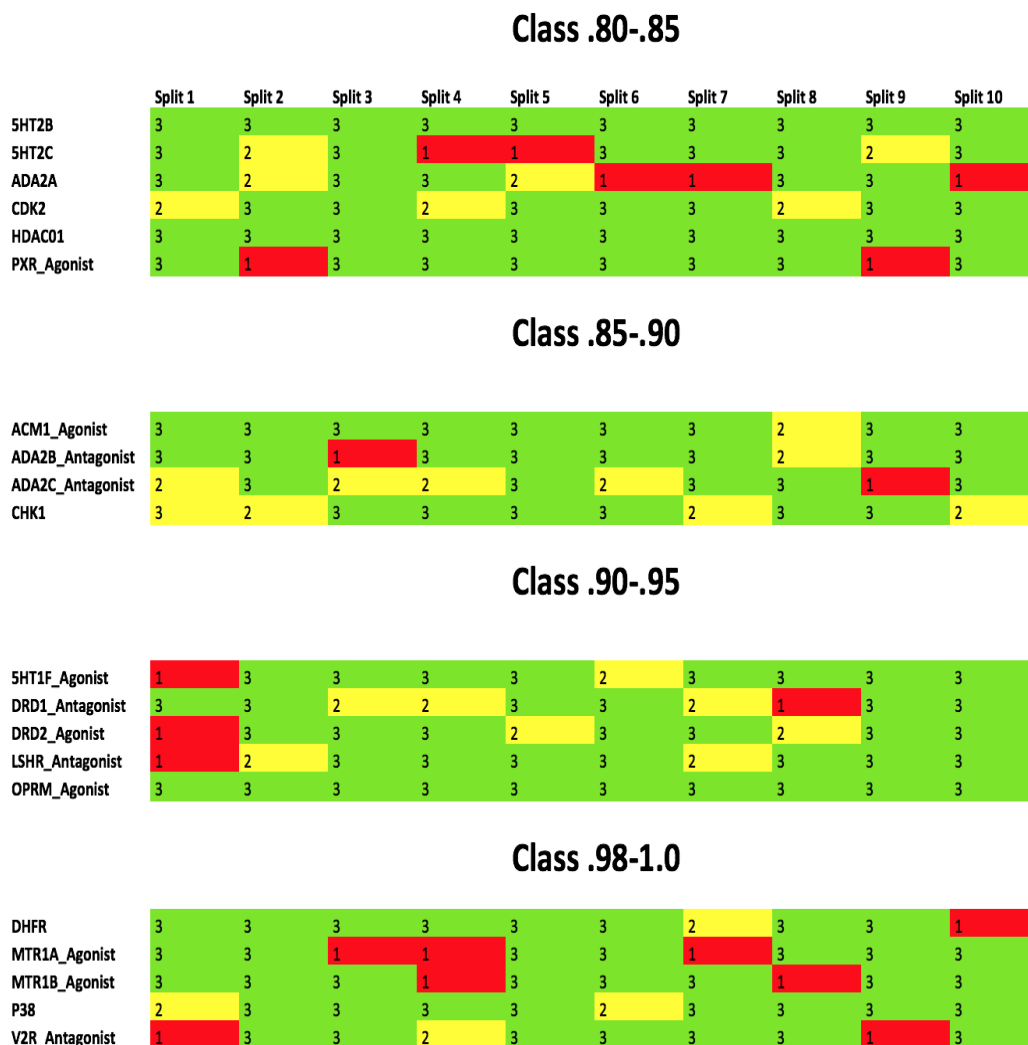 Class .80-.85
Split 1 Split 2 Split 3 Split 4 Split 5 Split 6 Split 7 Split 8 Split 9 Split 10
5HT2B 3 3 3 3 3 3 3 3 3 3
5HT2C 3 2 3 1 1 3 3 3 2 3
ADA2A 3 2 3 3 2 1 1 3 3 1
CDK2 2 3 3 2 3 3 3 2 3 3
HDAC01 3 3 3 3 3 3 3 3 3 3
PXR_Agonist 3 1 3 3 3 3 3 3 1 3
Class .85-.90
ACM1_Agonist 3 3 3 3 3 3 3 2 3 3
ADA2B_Antagonist 3 3 1 3 3 3 3 2 3 3
ADA2C_Antagonist 2 3 2 2 3 2 3 3 1 3
CHK1 3 2 3 3 3 3 2 3 3 2
Class .90-.95
5HT1F_Agonist 1 3 3 3 3 2 3 3 3 3
DRD1_Antagonist 3 3 2 2 3 3 2 1 3 3
DRD2_Agonist 1 3 3 3 2 3 3 2 3 3
LSHR_Antagonist 1 2 3 3 3 3 2 3 3 3
OPRM_Agonist 3 3 3 3 3 3 3 3 3 3
Class .98-1.0
DHFR 3 3 3 3 3 3 2 3 3 1
MTR1A_Agonist 3 3 1 1 3 3 1 3 3 3
MTR1B_Agonist 3 3 3 1 3 3 3 1 3 3
P38 2 3 3 3 3 2 3 3 3 3
V2R_Antagonist 1 3 3 2 3 3 3 3 1 3